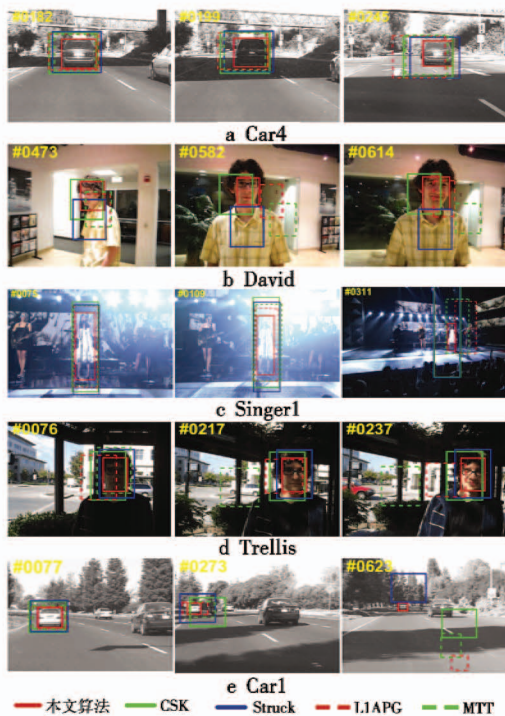 #0182 #0199 #0245
a Car4
#0473 #0582 #0614
b David
#0109 #0311
c Singer1
#0076 #0217 #0237
d Trellis
#0077 #0273 #0623
e Car1
本文算法 CSK Struck L1APG MTT